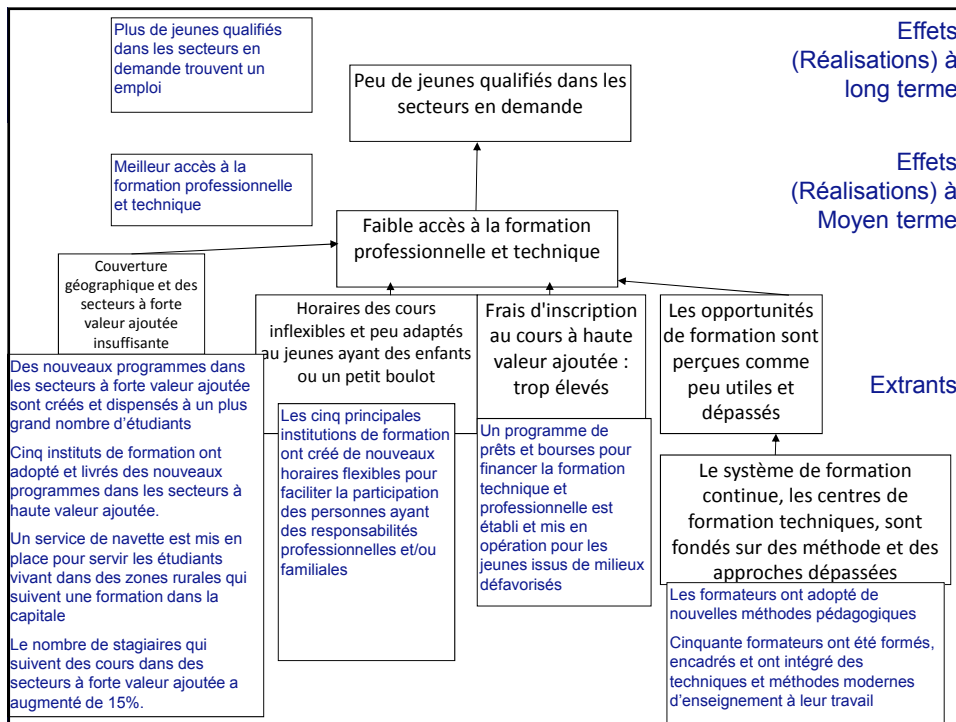 Plus de jeunes qualifiés
dans les secteurs en
demande trouvent un
emploi
Peu de jeunes qualifiés dans les
secteurs en demande
Effets
(Réalisations) à
long terme
Meilleur accès à la
formation professionnelle
et technique
Effets
(Réalisations) à
Moyen terme
Faible accès à la formation
professionnelle et technique
Couverture
géographique et des
secteurs à forte
valeur ajoutée
insuffisante
Horaires des cours
inflexibles et peu adaptés
au jeunes ayant des enfants
ou un petit boulot
Frais d'inscription
au cours à haute
valeur ajoutée :
trop élevés
Les opportunités
de formation sont
perçues comme
peu utiles et
dépassés
Extrants
Des nouveaux programmes dans
les secteurs à forte valeur ajoutée
sont créés et dispensés à un plus
grand nombre d’étudiants
Cinq instituts de formation ont
adopté et livrés des nouveaux
programmes dans les secteurs à
haute valeur ajoutée.
Un service de navette est mis en
place pour servir les étudiants
vivant dans des zones rurales qui
suivent une formation dans la
capitale
Le nombre de stagiaires qui
suivent des cours dans des
secteurs à forte valeur ajoutée a
augmenté de 15%.
Les cinq principales
institutions de formation
ont créé de nouveaux
horaires flexibles pour
faciliter la participation
des personnes ayant
des responsabilités
professionnelles et/ou
familiales
Un programme de
prêts et bourses pour
financer la formation
technique et
professionnelle est
établi et mis en
opération pour les
jeunes issus de milieux
défavorisés
Le système de formation
continue, les centres de
formation techniques, sont
fondés sur des méthode et des
approches dépassées
Les formateurs ont adopté de
nouvelles méthodes pédagogiques
Cinquante formateurs ont été formés,
encadrés et ont intégré des
techniques et méthodes modernes
d’enseignement à leur travail